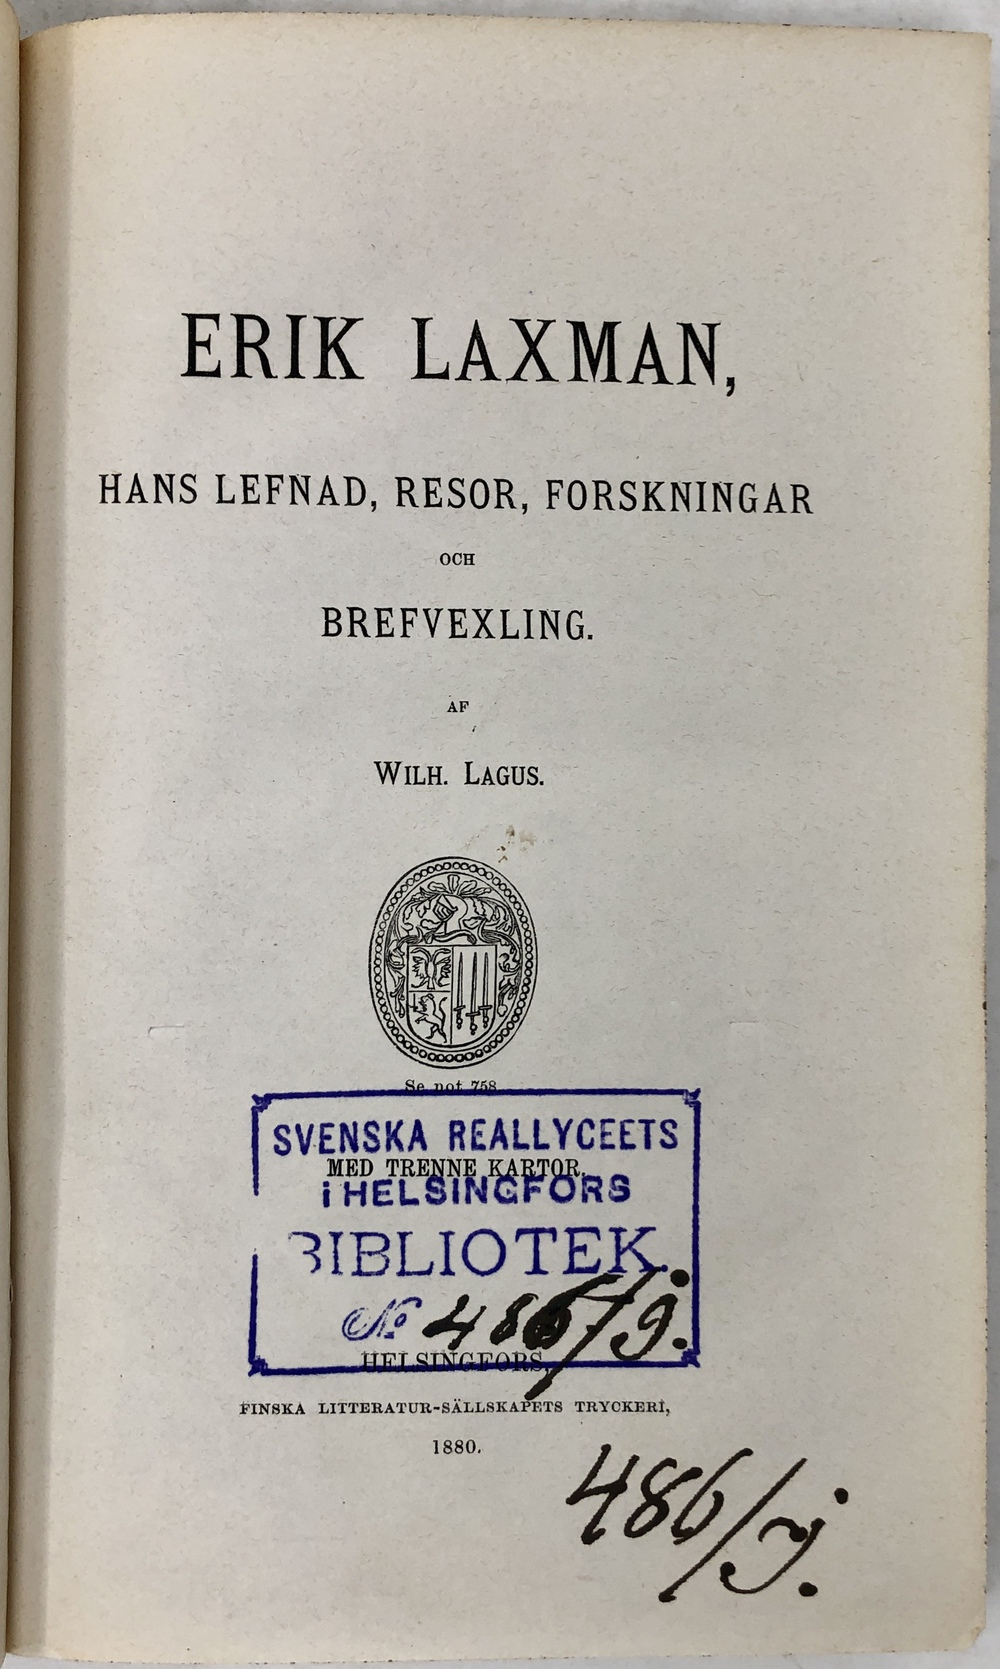 ERIK LAXMAN,
HANS LEFNAD, RESOR, FORSKNINGAR
OCH
BREFVEXLING.
AF
WILH. LAGUS.
Se not 758.
SVENSKA REALLYCEETS
MED TRENNE KARTOR.
i HELSINGFORS
BIBLIOTEK.
No 486/j.
HELSINGFORS,
FINSKA LITTERATUR-SÄLLSKAPETS TRYCKERI,
1880.
486/j.